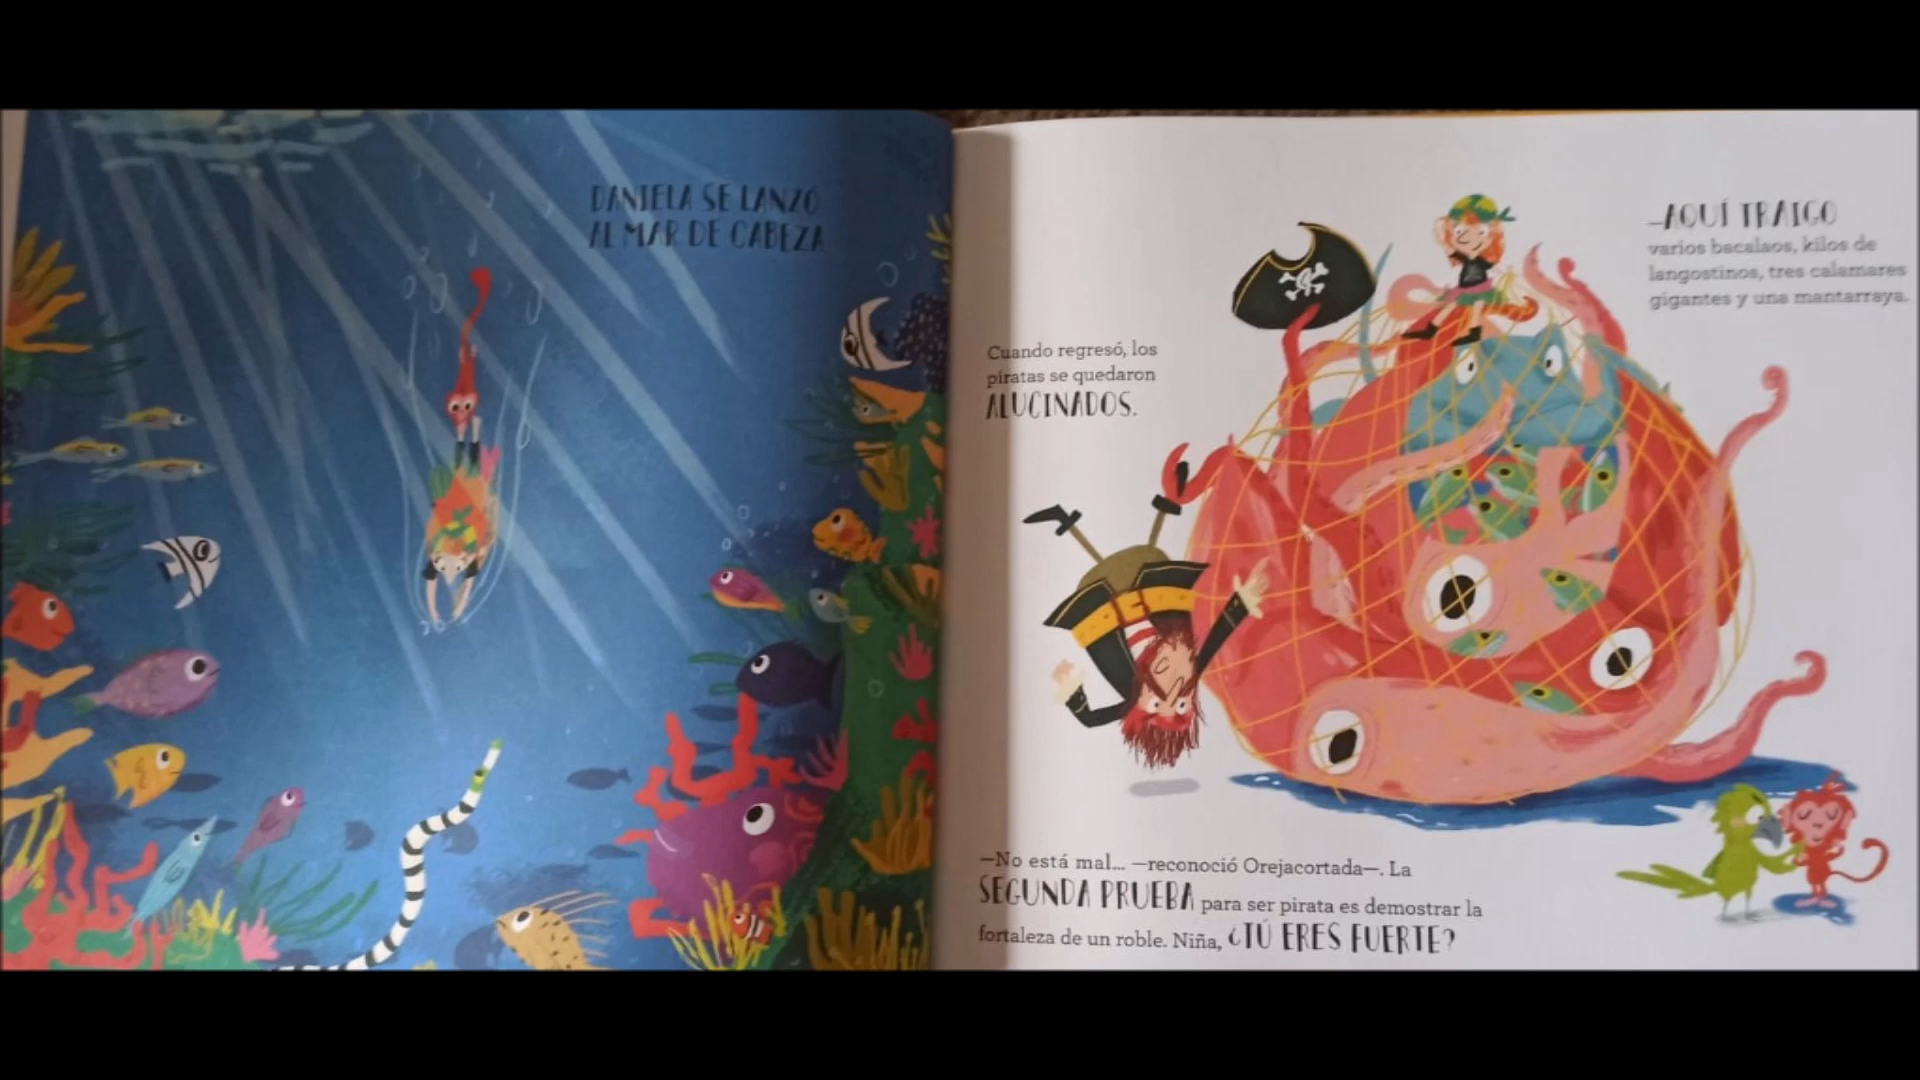 DANIELA SE LANZÓ
AL MAR DE CABEZA
—AQUÍ TRAIGO
varios bacalaos, kilos de
langostinos, tres calamares
gigantes y una mantarraya.
Cuando regresó, los
piratas se quedaron
ALUCINADOS.
—No está mal... —reconoció Orejacortada—. La
SEGUNDA PRUEBA para ser pirata es demostrar la
fortaleza de un roble. Niña, ¿TÚ ERES FUERTE?